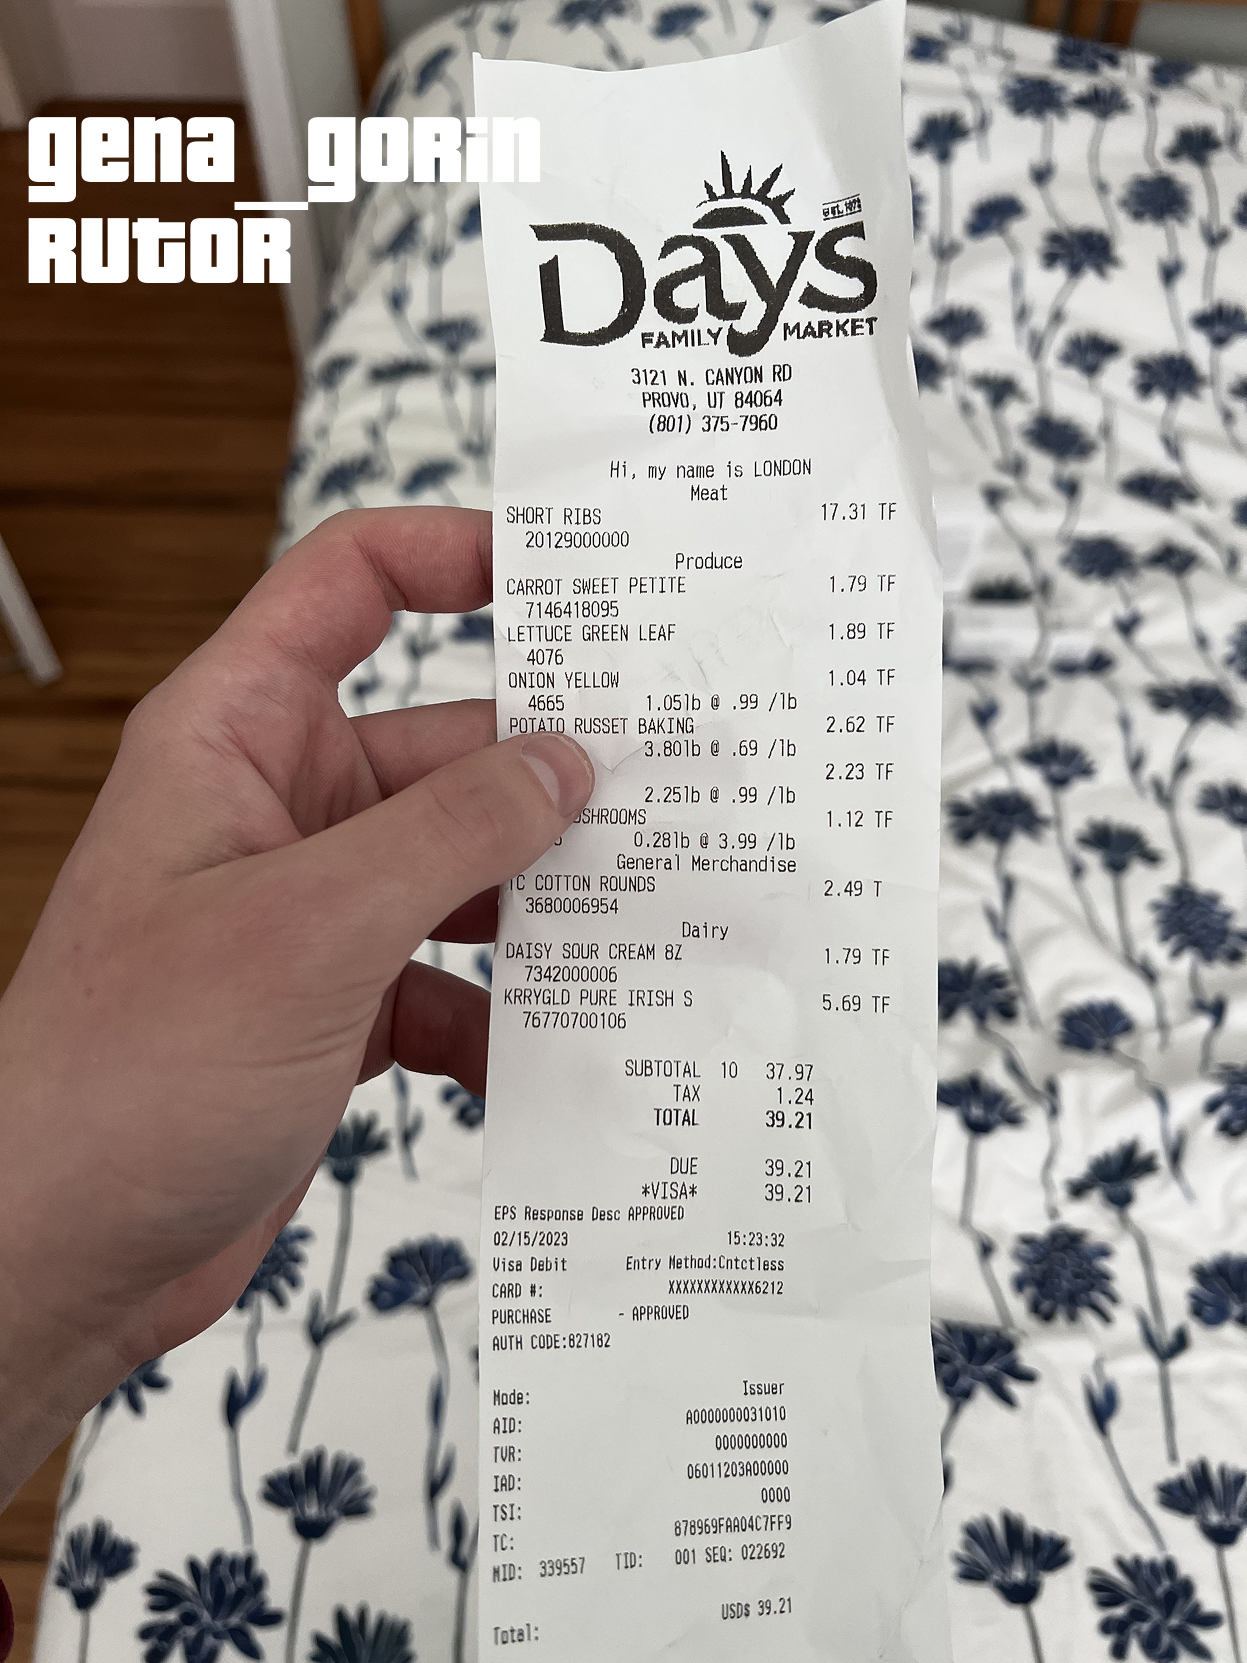 gena_gorin
RUTOR
Days
FAMILY MARKET
3121 N. CANYON RD
PROVO, UT 84064
(801) 375-7960
Hi, my name is LONDON
Meat
SHORT RIBS 17.31 TF
20129000000
Produce
CARROT SWEET PETITE 1.79 TF
7146418095
LETTUCE GREEN LEAF 1.89 TF
4076
ONION YELLOW 1.04 TF
4665 1.05lb @ .99 /lb
POTATO RUSSET BAKING 2.62 TF
3.80lb @ .69 /lb
2.23 TF
2.25lb @ .99 /lb
1.12 TF
0.28lb @ 3.99 /lb
General Merchandise
TC COTTON ROUNDS 2.49 T
3680006954
Dairy
DAISY SOUR CREAM 8Z 1.79 TF
7342000006
KRRYGLD PURE IRISH S 5.69 TF
76770700106
SUBTOTAL 10 37.97
TAX 1.24
TOTAL 39.21
DUE 39.21
*VISA* 39.21
EPS Response Desc APPROVED
02/15/2023 15:23:32
Visa Debit Entry Method:Cntctless
CARD #: XXXXXXXXXXXX6212
PURCHASE - APPROVED
AUTH CODE:827182
Mode: Issuer
AID: A0000000031010
TVR: 0000000000
IAD: 06011203A00000
TSI: 0000
TC: 878969FAA04C7FF9
MID: 339557 TID: 001 SEQ: 022692
Total: USD$ 39.21